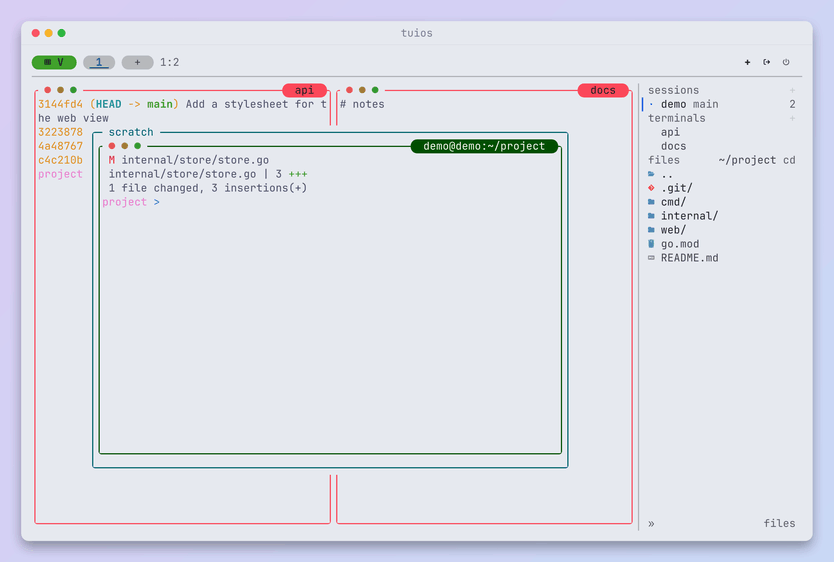 tuios
V 1 + 1:2
api
3144fd4 (HEAD -> main) Add a stylesheet for t
he web view
3223878
4a48767
c4c210b
project
docs
# notes
scratch
demo@demo:~/project
M internal/store/store.go
internal/store/store.go | 3 +++
1 file changed, 3 insertions(+)
project >
sessions +
· demo main 2
terminals +
api
docs
files ~/project cd
..
.git/
cmd/
internal/
web/
go.mod
README.md
» files